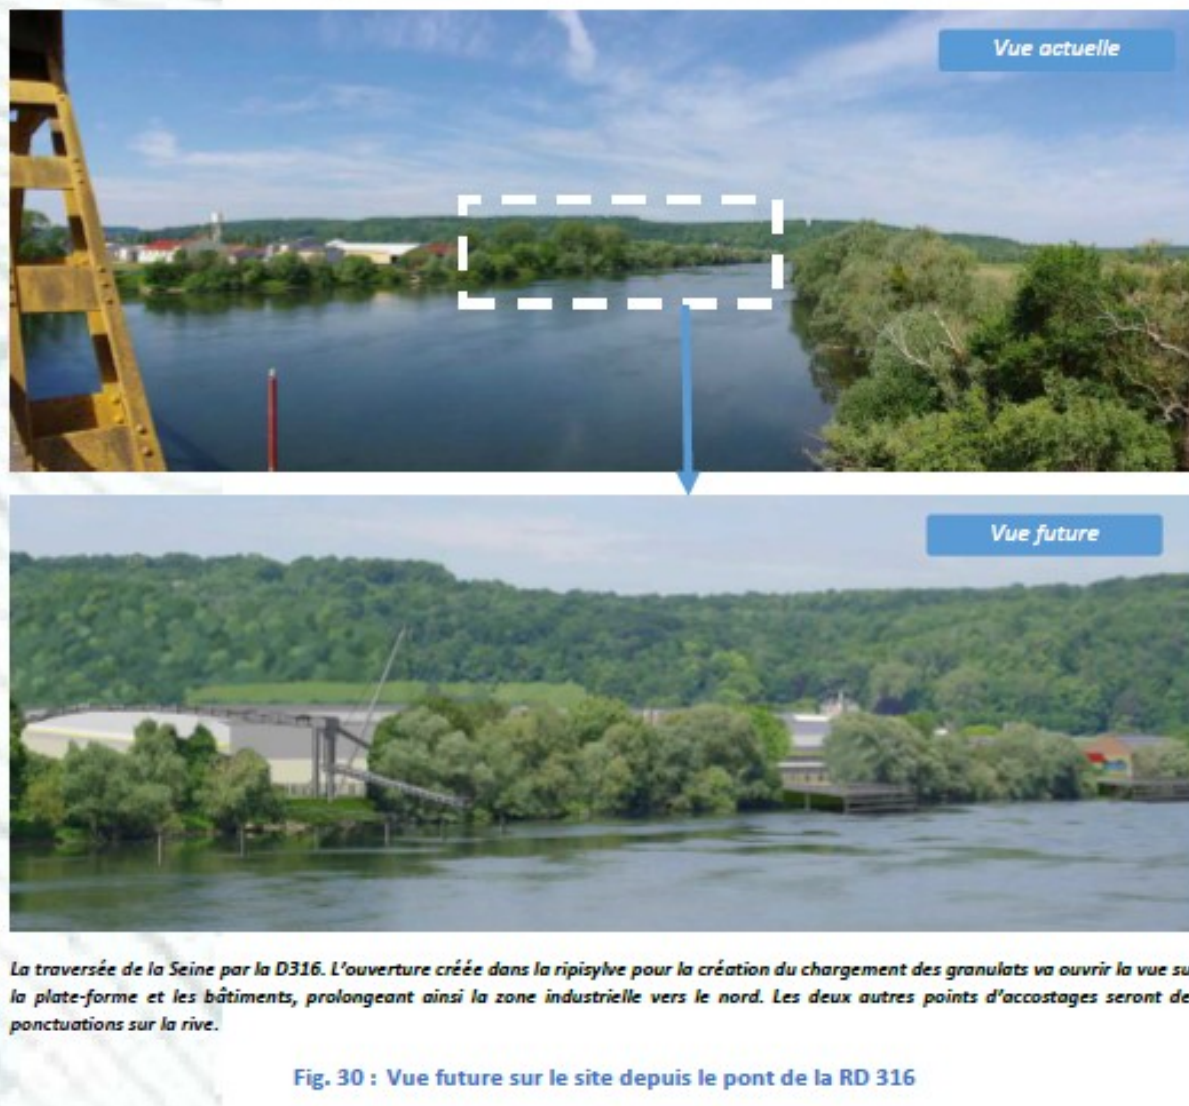 Vue actuelle
Vue future
La traversée de la Seine par la D316. L'ouverture créée dans la ripisylve pour la création du chargement des granulats va ouvrir la vue su
la plate-forme et les bâtiments, prolongeant ainsi la zone industrielle vers le nord. Les deux autres points d'accostages seront de
ponctuations sur la rive.
Fig. 30 : Vue future sur le site depuis le pont de la RD 316